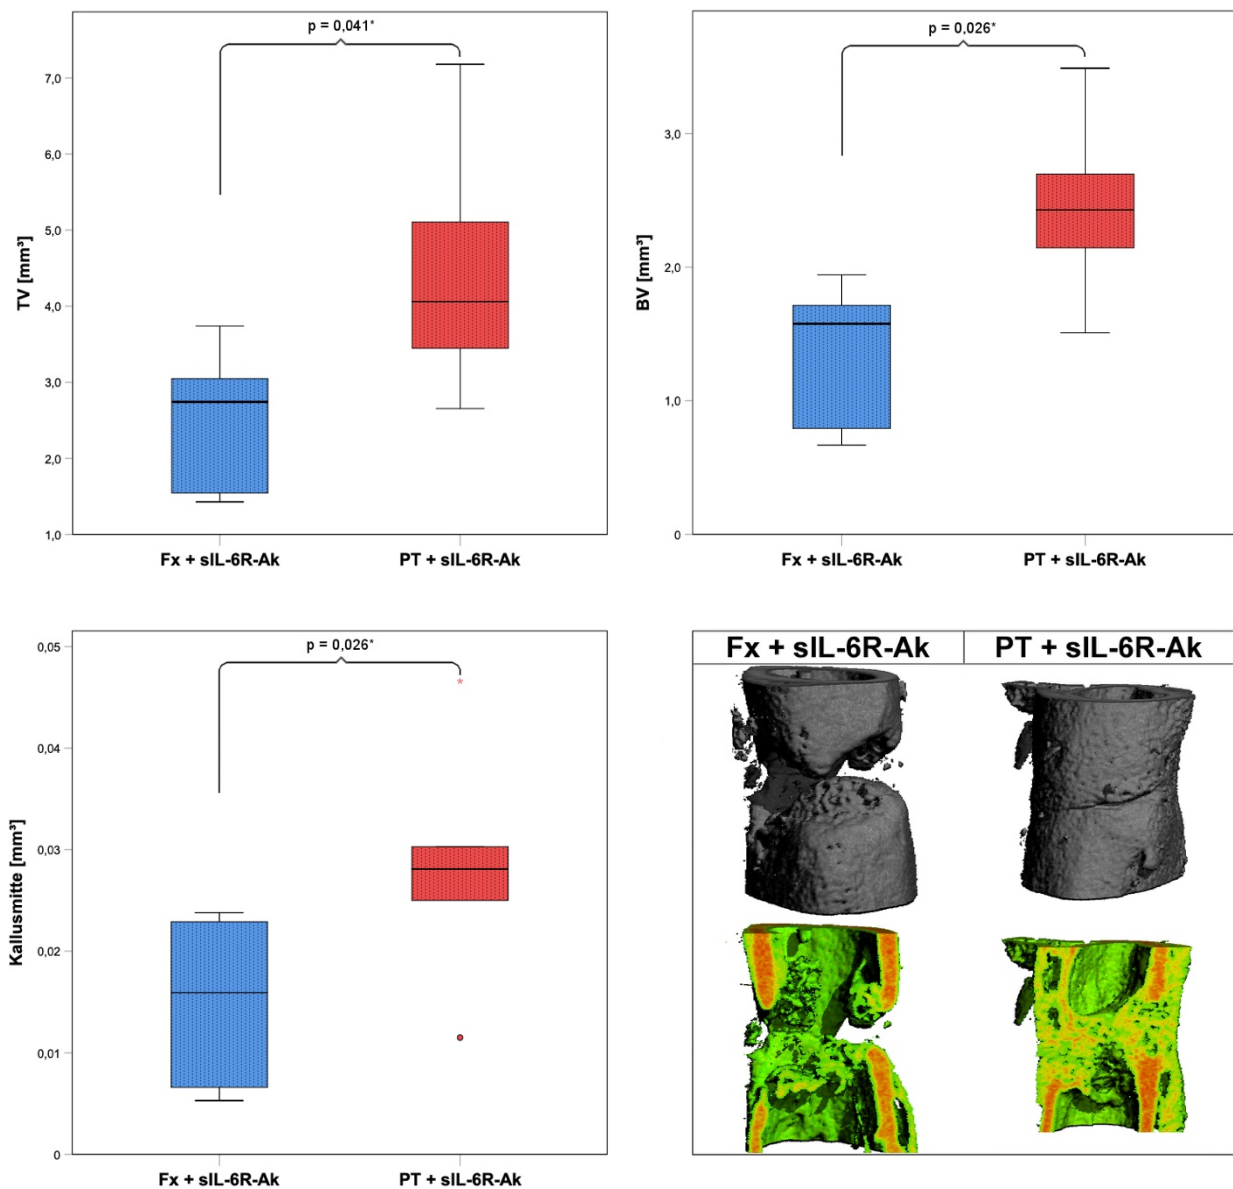 p = 0,041*
TV [mm³]
7,0
6,0
5,0
4,0
3,0
2,0
1,0
Fx + sIL-6R-Ak
PT + sIL-6R-Ak
p = 0,026*
BV [mm³]
3,0
2,0
1,0
0
Fx + sIL-6R-Ak
PT + sIL-6R-Ak
p = 0,026*
Kallusmitte [mm³]
0,05
0,04
0,03
0,02
0,01
0
Fx + sIL-6R-Ak
PT + sIL-6R-Ak
Fx + sIL-6R-Ak
PT + sIL-6R-Ak